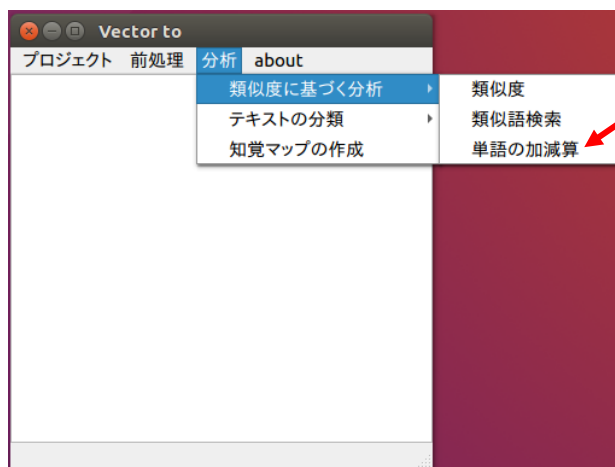 Vector to
プロジェクト 前処理 分析 about
類似度に基づく分析
テキストの分類
知覚マップの作成
類似度
類似語検索
単語の加減算